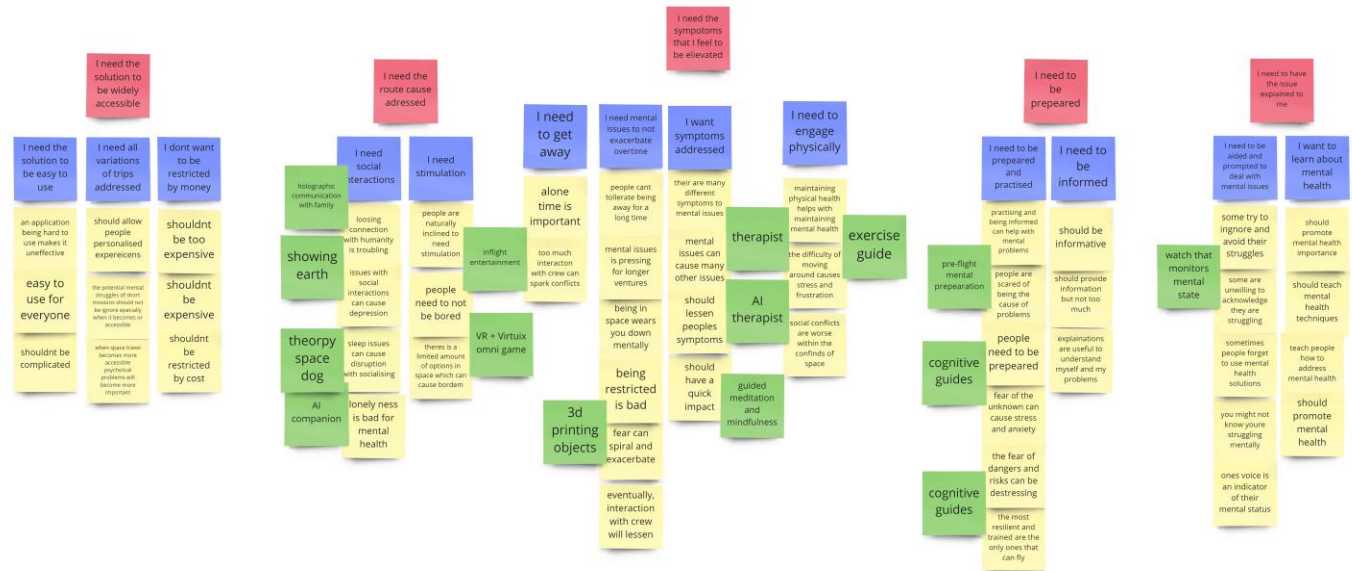 I need the
solution to
be widely
accessible
I need the
solution to
be easy to
use
I need all
variations
of trips
addressed
I dont want
to be
restricted
by money
an application
being hard to
use makes it
uneffective
easy to
use for
everyone
shouldnt be
complicated
should allow
people
personalised
expereicens
the potential mental
struggles of short
missions should not
be ignore epacially
when it becomes or
accessible
when space travel
becomes more
accessible
psycholical
problems will
become more
important
shouldnt
be too
expensive
shouldnt
be
expensive
shouldnt
be
restricted
by cost
I need the
route cause
adressed
I need
social
interactions
I need
stimulation
holographic
communication
with family
showing
earth
theorpy
space
dog
AI
companion
loosing
connection
with humanity
is troubling
issues with
social
interactions
can cause
depression
sleep issues
can cause
disruption
with socialising
lonely ness
is bad for
mental
health
people are
naturally
inclined to
need
stimulation
people
need to not
be bored
theres is a
limited amount
of options in
space which can
cause bordem
inflight
entertainment
VR + Virtuix
omni game
I need the
sympotoms
that I feel to
be elievated
I need
to get
away
I need mental
issues to not
exacerbate
overtime
I want
symptoms
addressed
I need to
engage
physically
alone
time is
important
too much
interacton
with crew can
spark conflicts
3d
printing
objects
people cant
tollerate being
away for a
long time
mental issues
is pressing for
longer
ventures
being in
space wears
you down
mentally
being
restricted
is bad
fear can
spiral and
exacerbate
eventually,
interaction
with crew
will lessen
their are many
different
symptoms to
mental issues
mental
issues can
cause many
other issues
should
lessen
peoples
symptoms
should
have a
quick
impact
therapist
AI
therapist
guided
meditation
and
mindfulness
maintaining
physical health
helps with
maintaining
mental health
the difficulty of
moving
around causes
stress and
frustration
social conflicts
are worse
within the
confinds of
space
exercise
guide
I need to
be
prepeared
I need to be
prepeared
and
practised
I need to
be
informed
pre-flight
mental
prepearation
cognitive
guides
cognitive
guides
practising and
being informed
can help with
mental
problems
people are
scared of
being the
cause of
problems
people
need to be
prepeared
fear of the
unknown can
cause stress
and anxiety
the fear of
dangers and
risks can be
destressing
the most
resilient and
trained are the
only ones that
can fly
should be
informative
should provide
information
but not too
much
explainations
are useful to
understand
myself and my
problems
I need to have
the issue
explained to
me
I need to be
aided and
prompted to
deal with
mental issues
I want to
learn about
mental
health
watch that
monitors
mental
state
some try to
ingnore and
avoid their
struggles
some are
unwilling to
acknowledge
they are
struggling
sometimes
people forget
to use mental
health
solutions
you might not
know youre
struggling
mentally
ones voice is
an indicator
of their
mental status
should
promote
mental health
importance
should teach
mental
health
techniques
teach people
how to
address
mental health
should
promote
mental
health